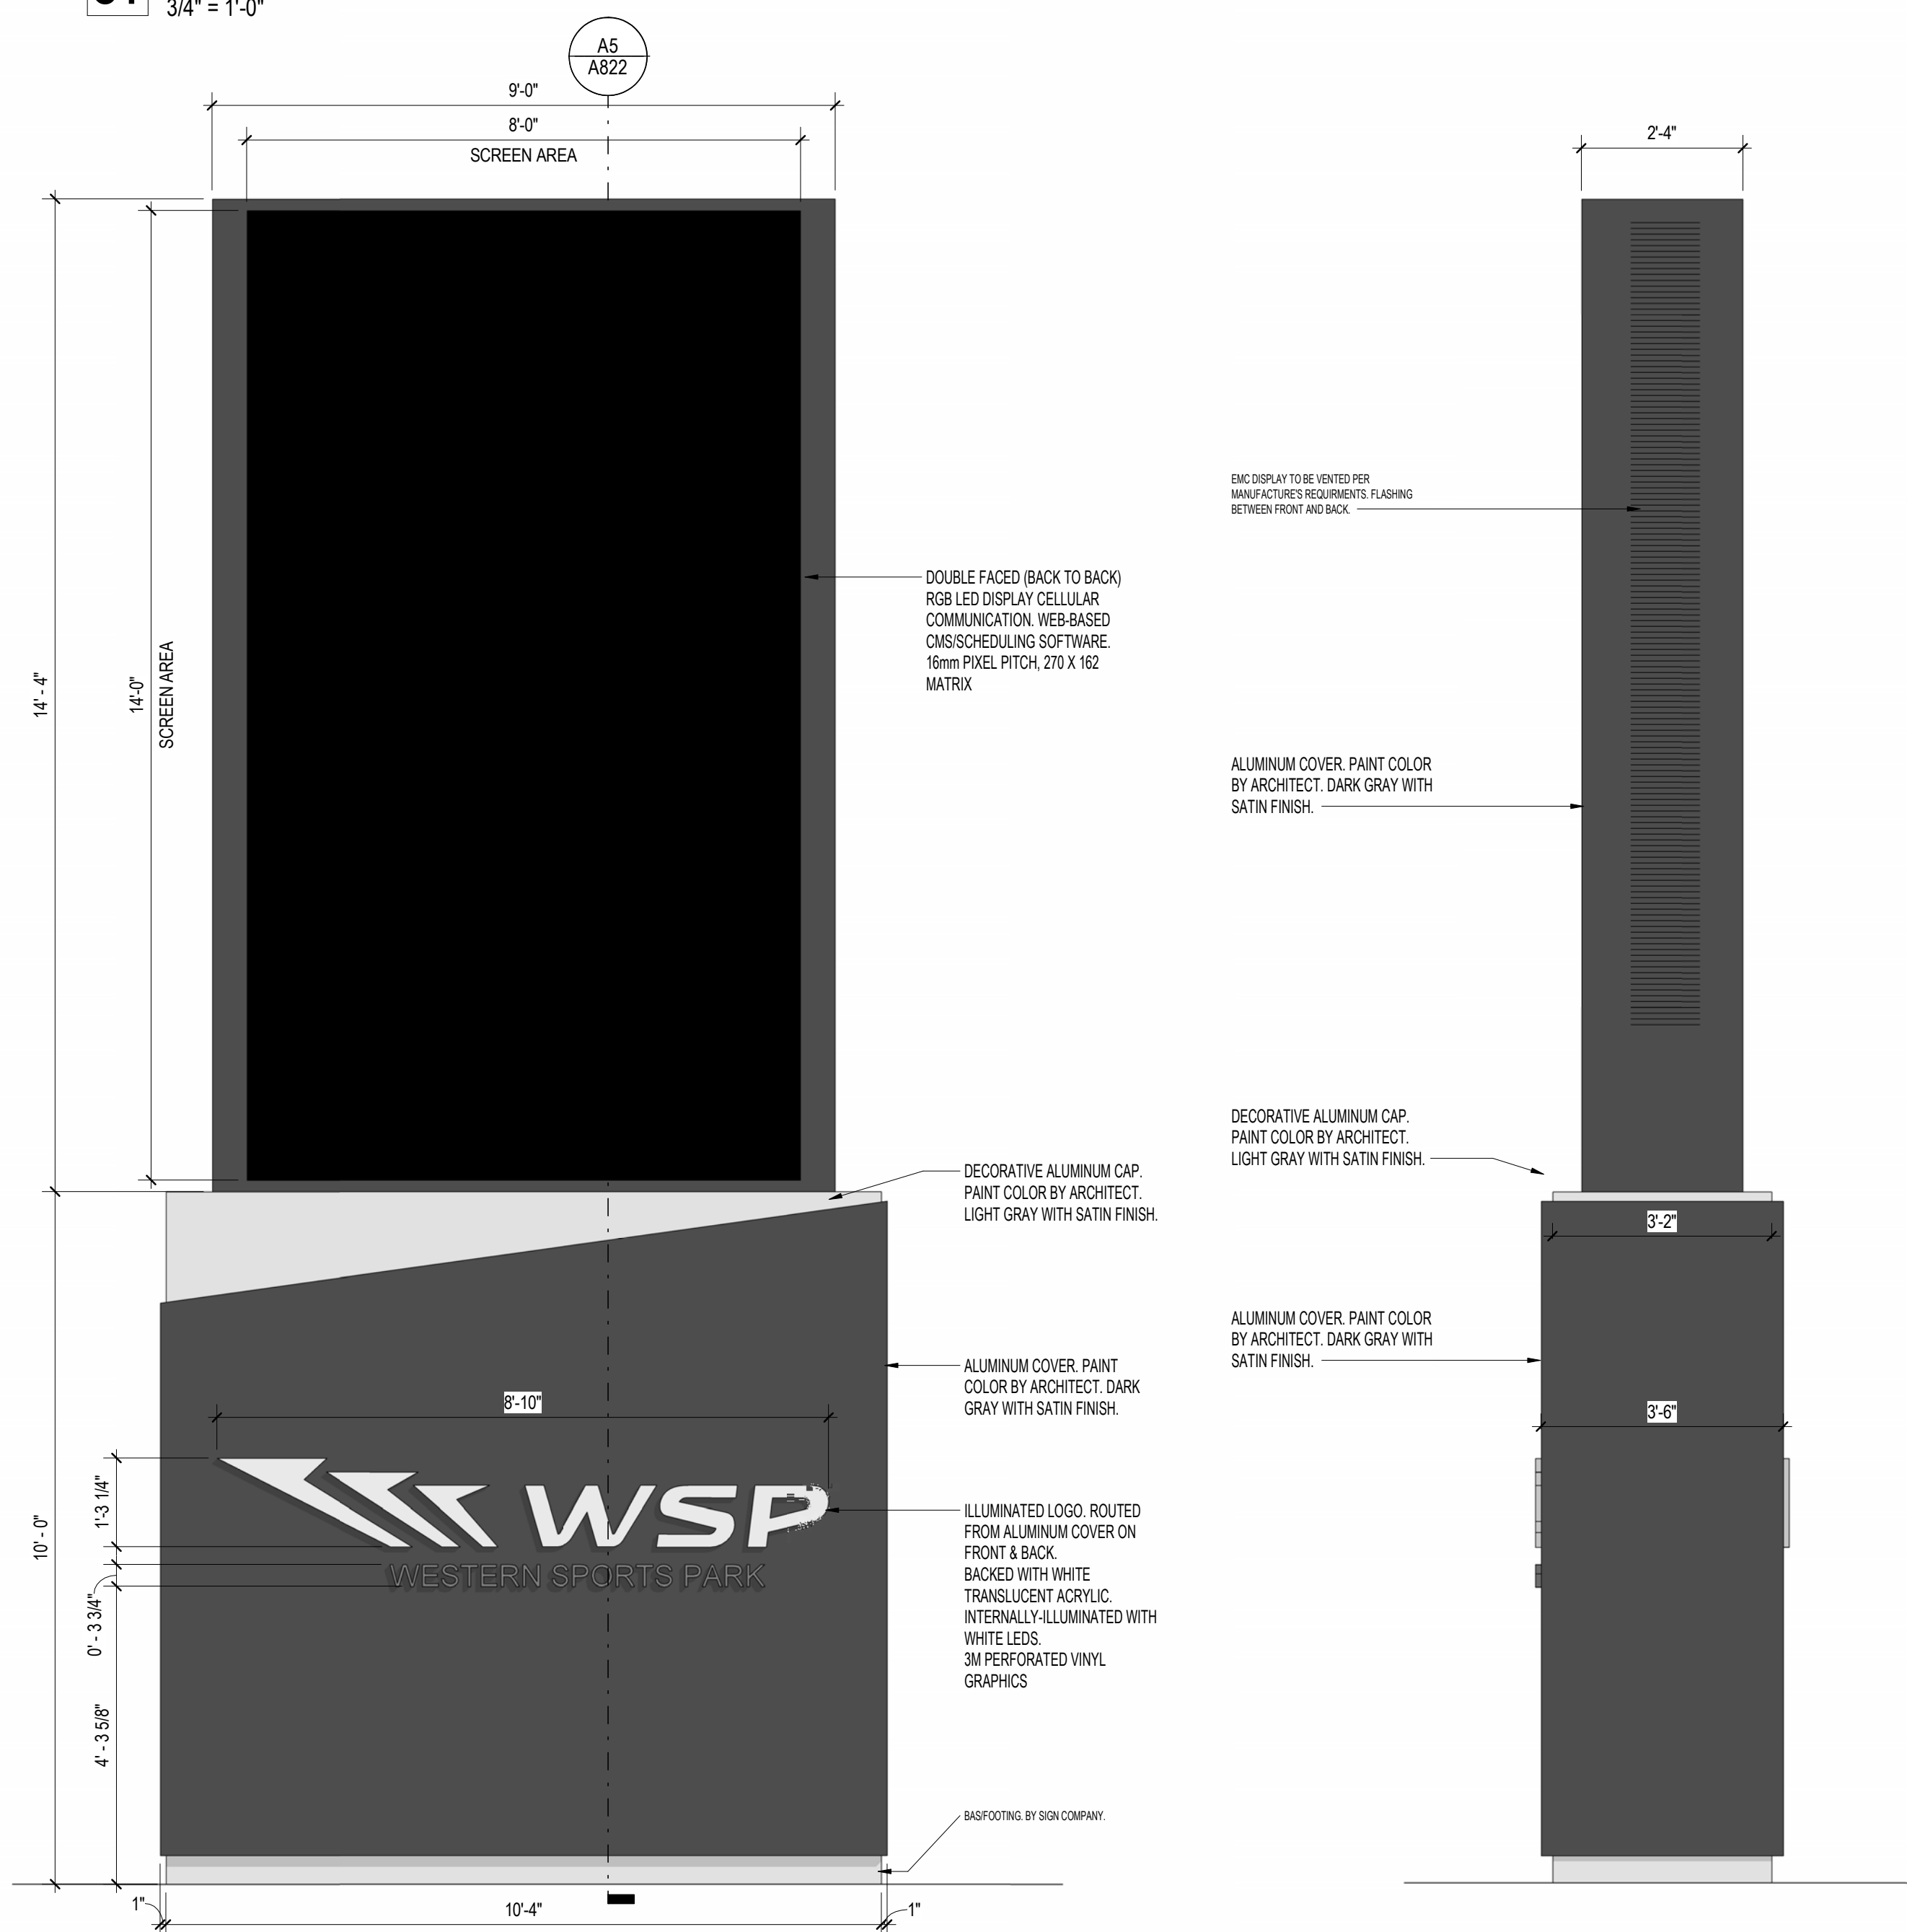 3/4" = 1'-0"
A5
A822
9'-0"
8'-0"
SCREEN AREA
2'-4"
14' - 4"
14'-0"
SCREEN AREA
DOUBLE FACED (BACK TO BACK)
RGB LED DISPLAY CELLULAR
COMMUNICATION. WEB-BASED
CMS/SCHEDULING SOFTWARE.
16mm PIXEL PITCH, 270 X 162
MATRIX
EMC DISPLAY TO BE VENTED PER
MANUFACTURE'S REQUIRMENTS. FLASHING
BETWEEN FRONT AND BACK.
ALUMINUM COVER. PAINT COLOR
BY ARCHITECT. DARK GRAY WITH
SATIN FINISH.
DECORATIVE ALUMINUM CAP.
PAINT COLOR BY ARCHITECT.
LIGHT GRAY WITH SATIN FINISH.
DECORATIVE ALUMINUM CAP.
PAINT COLOR BY ARCHITECT.
LIGHT GRAY WITH SATIN FINISH.
3'-2"
ALUMINUM COVER. PAINT
COLOR BY ARCHITECT. DARK
GRAY WITH SATIN FINISH.
ALUMINUM COVER. PAINT COLOR
BY ARCHITECT. DARK GRAY WITH
SATIN FINISH.
3'-6"
8'-10"
10' - 0"
1'-3 1/4"
0' - 3 3/4"
4' - 3 5/8"
WSP
WESTERN SPORTS PARK
ILLUMINATED LOGO. ROUTED
FROM ALUMINUM COVER ON
FRONT & BACK.
BACKED WITH WHITE
TRANSLUCENT ACRYLIC.
INTERNALLY-ILLUMINATED WITH
WHITE LEDS.
3M PERFORATED VINYL
GRAPHICS
BAS/FOOTING. BY SIGN COMPANY.
1"
10'-4"
1"